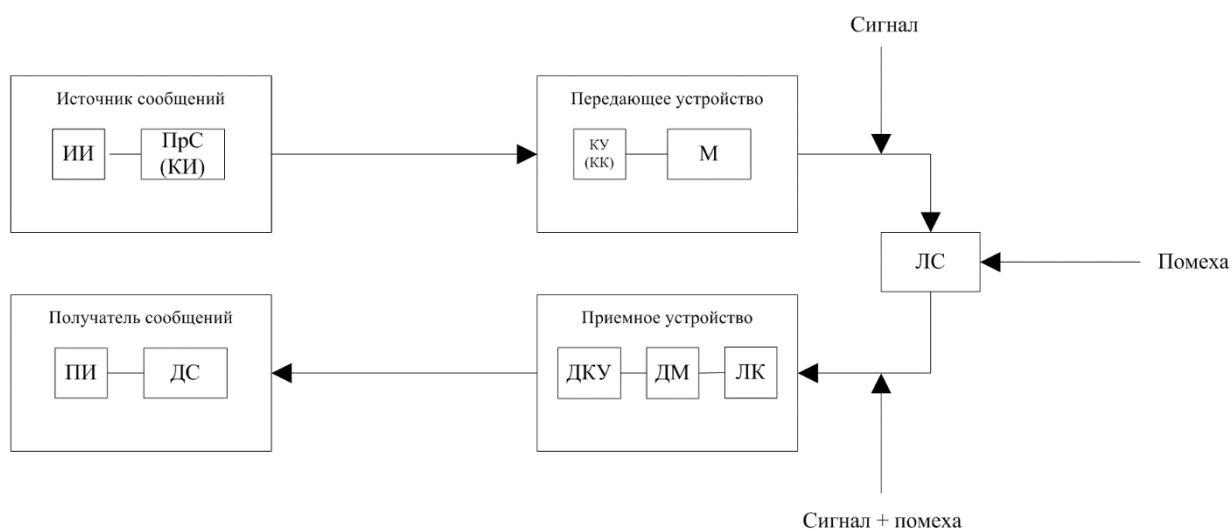 Сигнал
Источник сообщений
ИИ
ПрС
(КИ)
Передающее устройство
КУ
(КК)
М
ЛС
Помеха
Получатель сообщений
ПИ
ДС
Приемное устройство
ДКУ
ДМ
ЛК
Сигнал + помеха